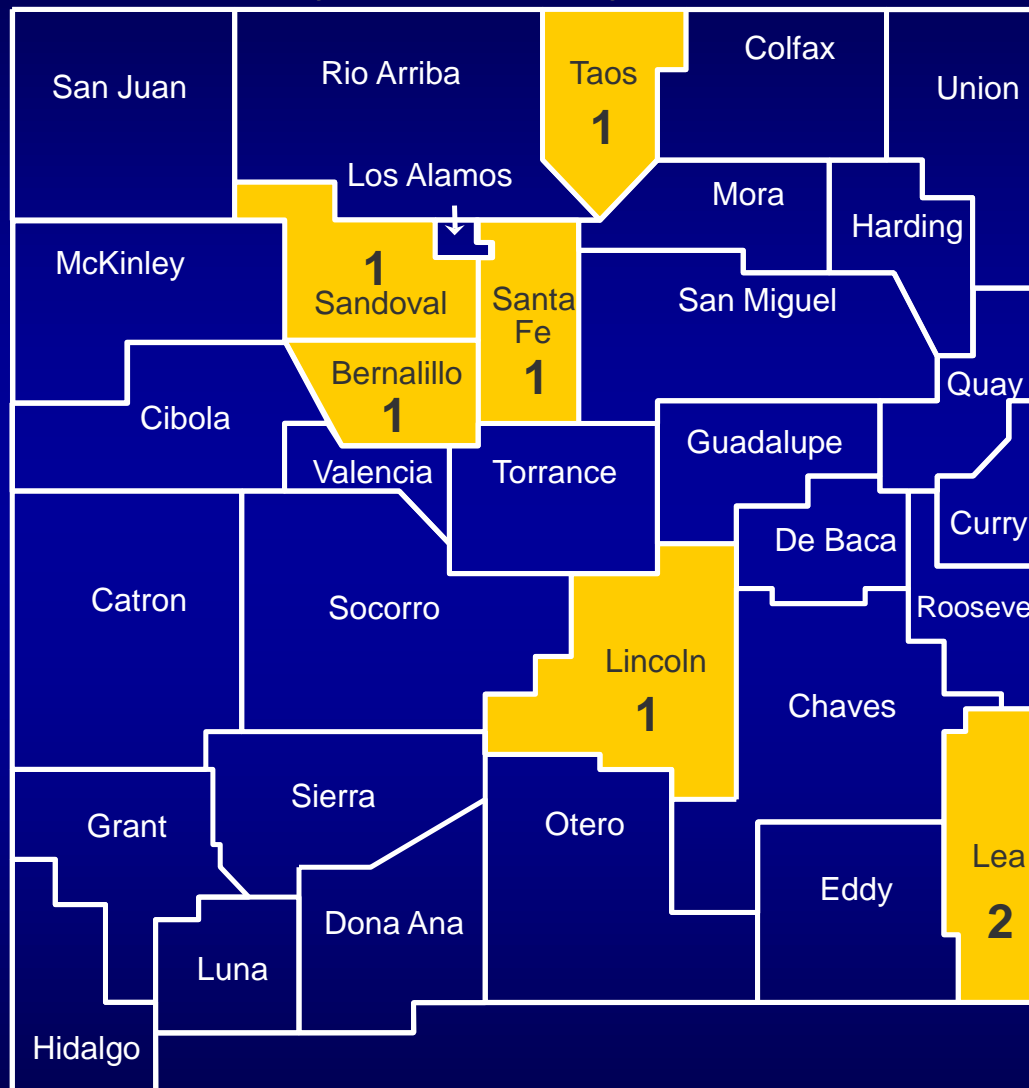 San Juan
Rio Arriba
Taos
1
Colfax
Union
Los Alamos
Mora
Harding
McKinley
1
Sandoval
Santa
Fe
1
San Miguel
Bernalillo
1
Quay
Cibola
Valencia
Torrance
Guadalupe
De Baca
Curry
Catron
Socorro
Rooseve
Lincoln
1
Chaves
Sierra
Grant
Otero
Lea
2
Eddy
Dona Ana
Luna
Hidalgo